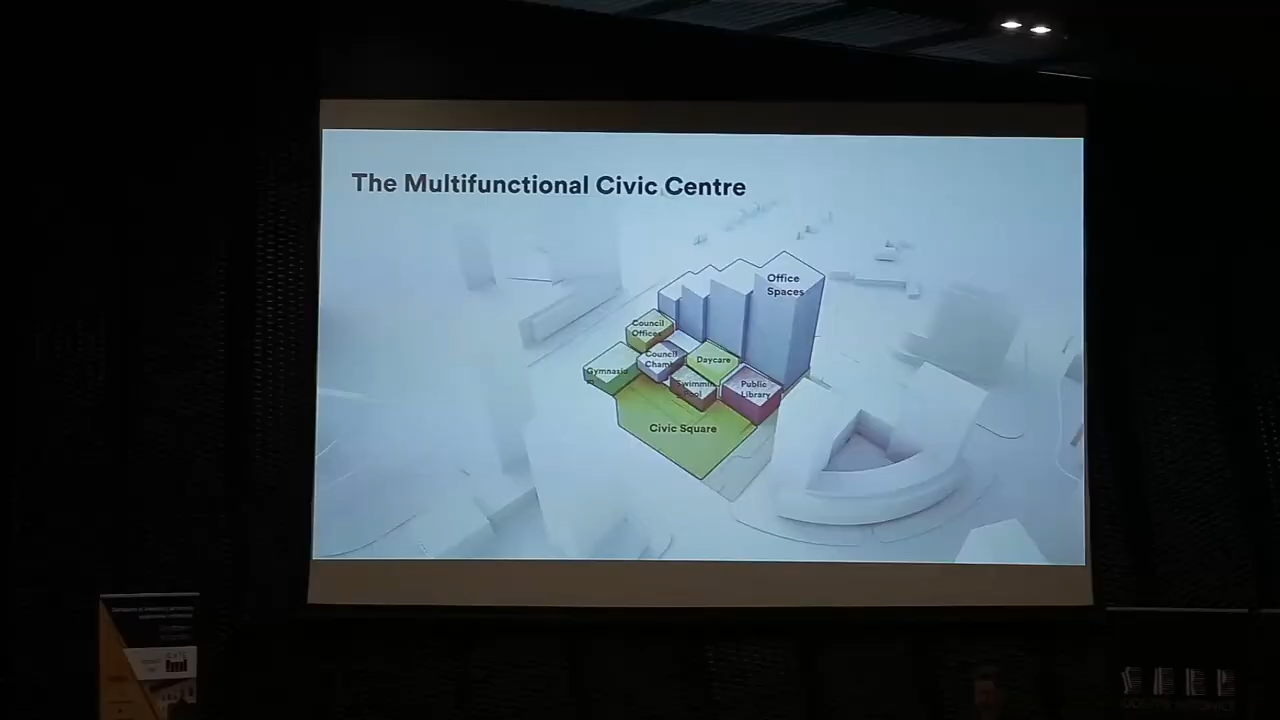 The Multifunctional Civic Centre
Office
Spaces
Council
Offices
Council
Daycare
Public
Library
Civic Square